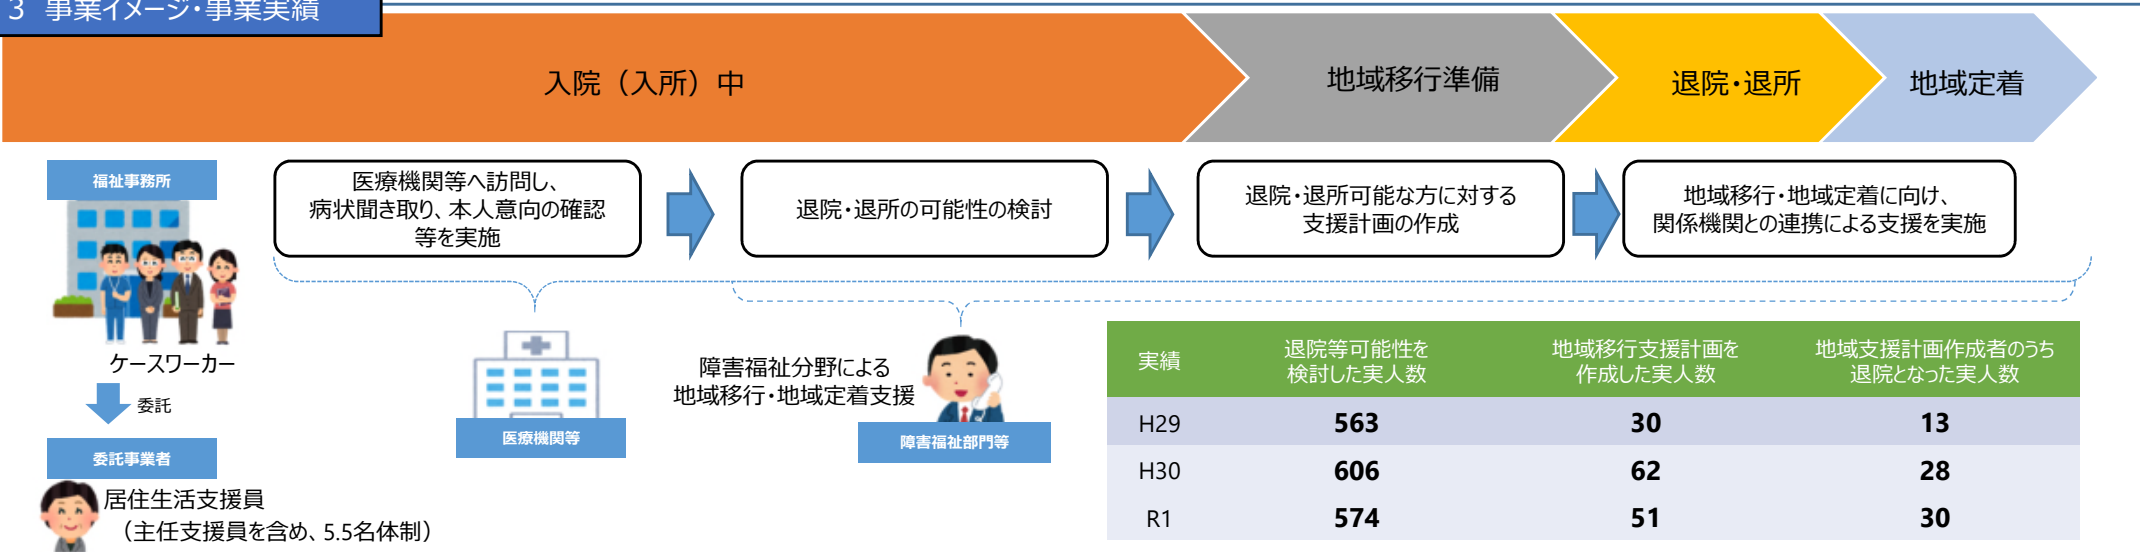 3 事業イメージ・事業実績
入院（入所）中
地域移行準備
退院・退所
地域定着
福祉事務所
医療機関等へ訪問し、
病状聞き取り、本人意向の確認
等を実施
退院・退所の可能性の検討
退院・退所可能な方に対する
支援計画の作成
地域移行・地域定着に向け、
関係機関との連携による支援を実施
ケースワーカー
委託
委託事業者
居住生活支援員
（主任支援員を含め、5.5名体制）
医療機関等
障害福祉分野による
地域移行・地域定着支援
障害福祉部門等
実績 退院等可能性を検討した実人数 地域移行支援計画を作成した実人数 地域支援計画作成者のうち退院となった実人数
H29 563 30 13
H30 606 62 28
R1 574 51 30